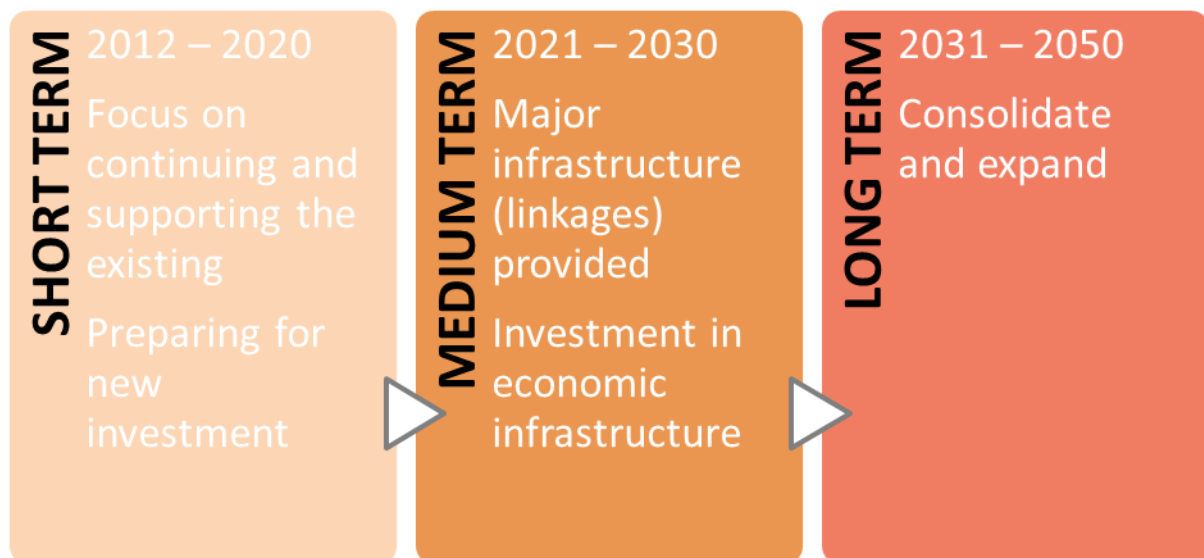 SHORT TERM
2012 – 2020
Focus on
continuing and
supporting the
existing
Preparing for
new
investment
MEDIUM TERM
2021 – 2030
Major
infrastructure
(linkages)
provided
Investment in
economic
infrastructure
LONG TERM
2031 – 2050
Consolidate
and expand